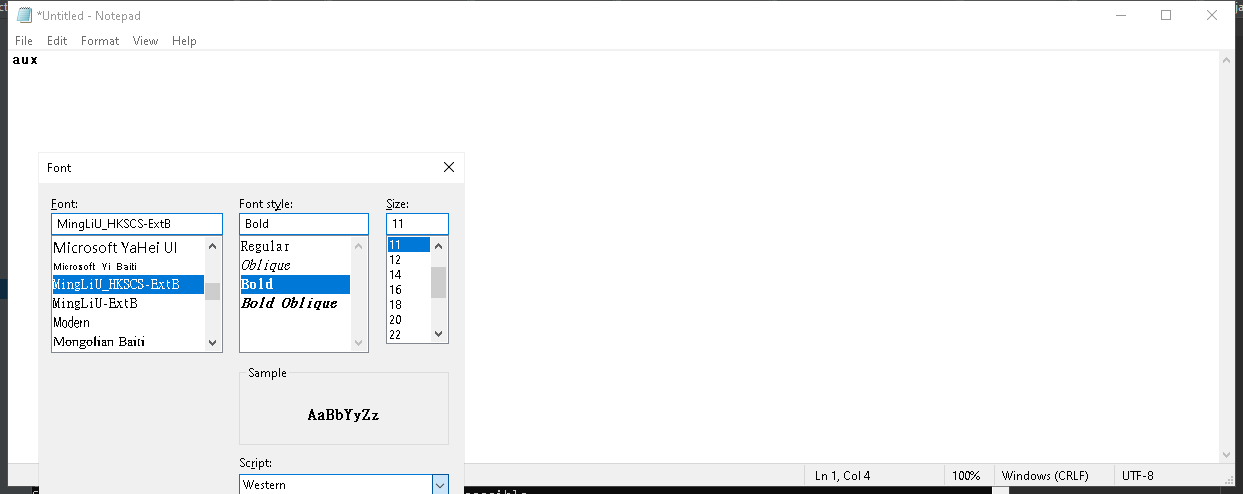 *Untitled - Notepad
File Edit Format View Help
aux
Font
Font: Font style: Size:
MingLiU_HKSCS-ExtB Bold 11
Microsoft YaHei UI
Microsoft Yi Baiti
MingLiU_HKSCS-ExtB
MingLiU-ExtB
Modern
Mongolian Baiti
Regular
Oblique
Bold
Bold Oblique
11
12
14
16
18
20
22
Sample
AaBbYyZz
Script:
Western
Ln 1, Col 4 100% Windows (CRLF) UTF-8